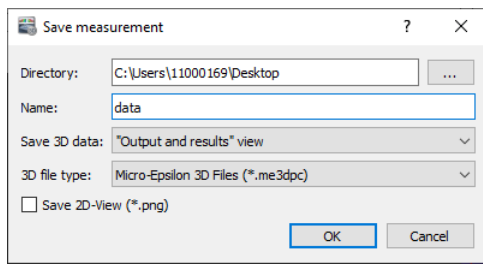 Save measurement ?
Directory: C:\Users\11000169\Desktop ...
Name: data
Save 3D data: "Output and results" view
3D file type: Micro-Epsilon 3D Files (*.me3dpc)
Save 2D-View (*.png)
OK Cancel